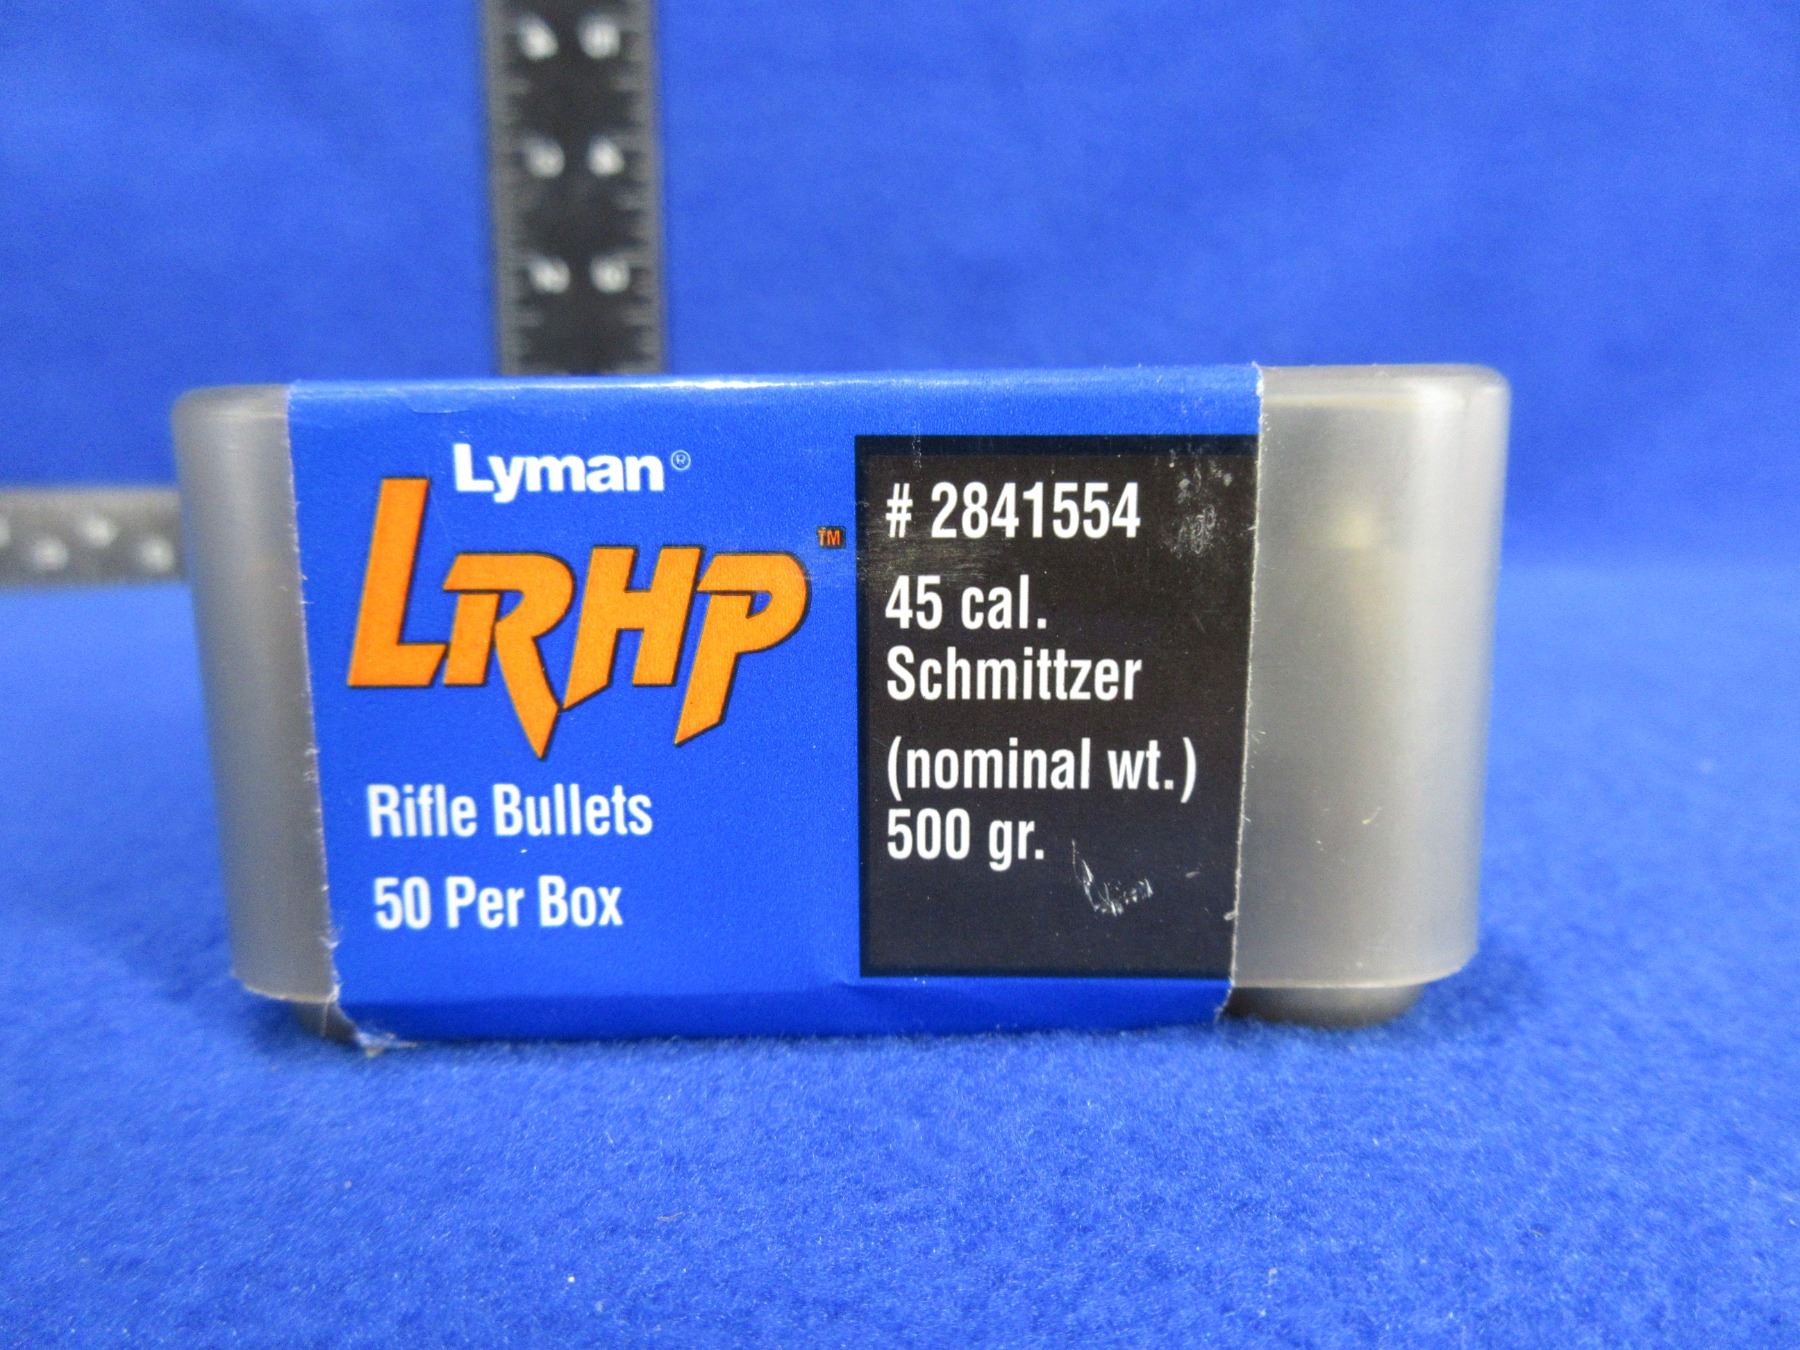 Lyman®
LRHP™
Rifle Bullets
50 Per Box
# 2841554
45 cal.
Schmittzer
(nominal wt.)
500 gr.